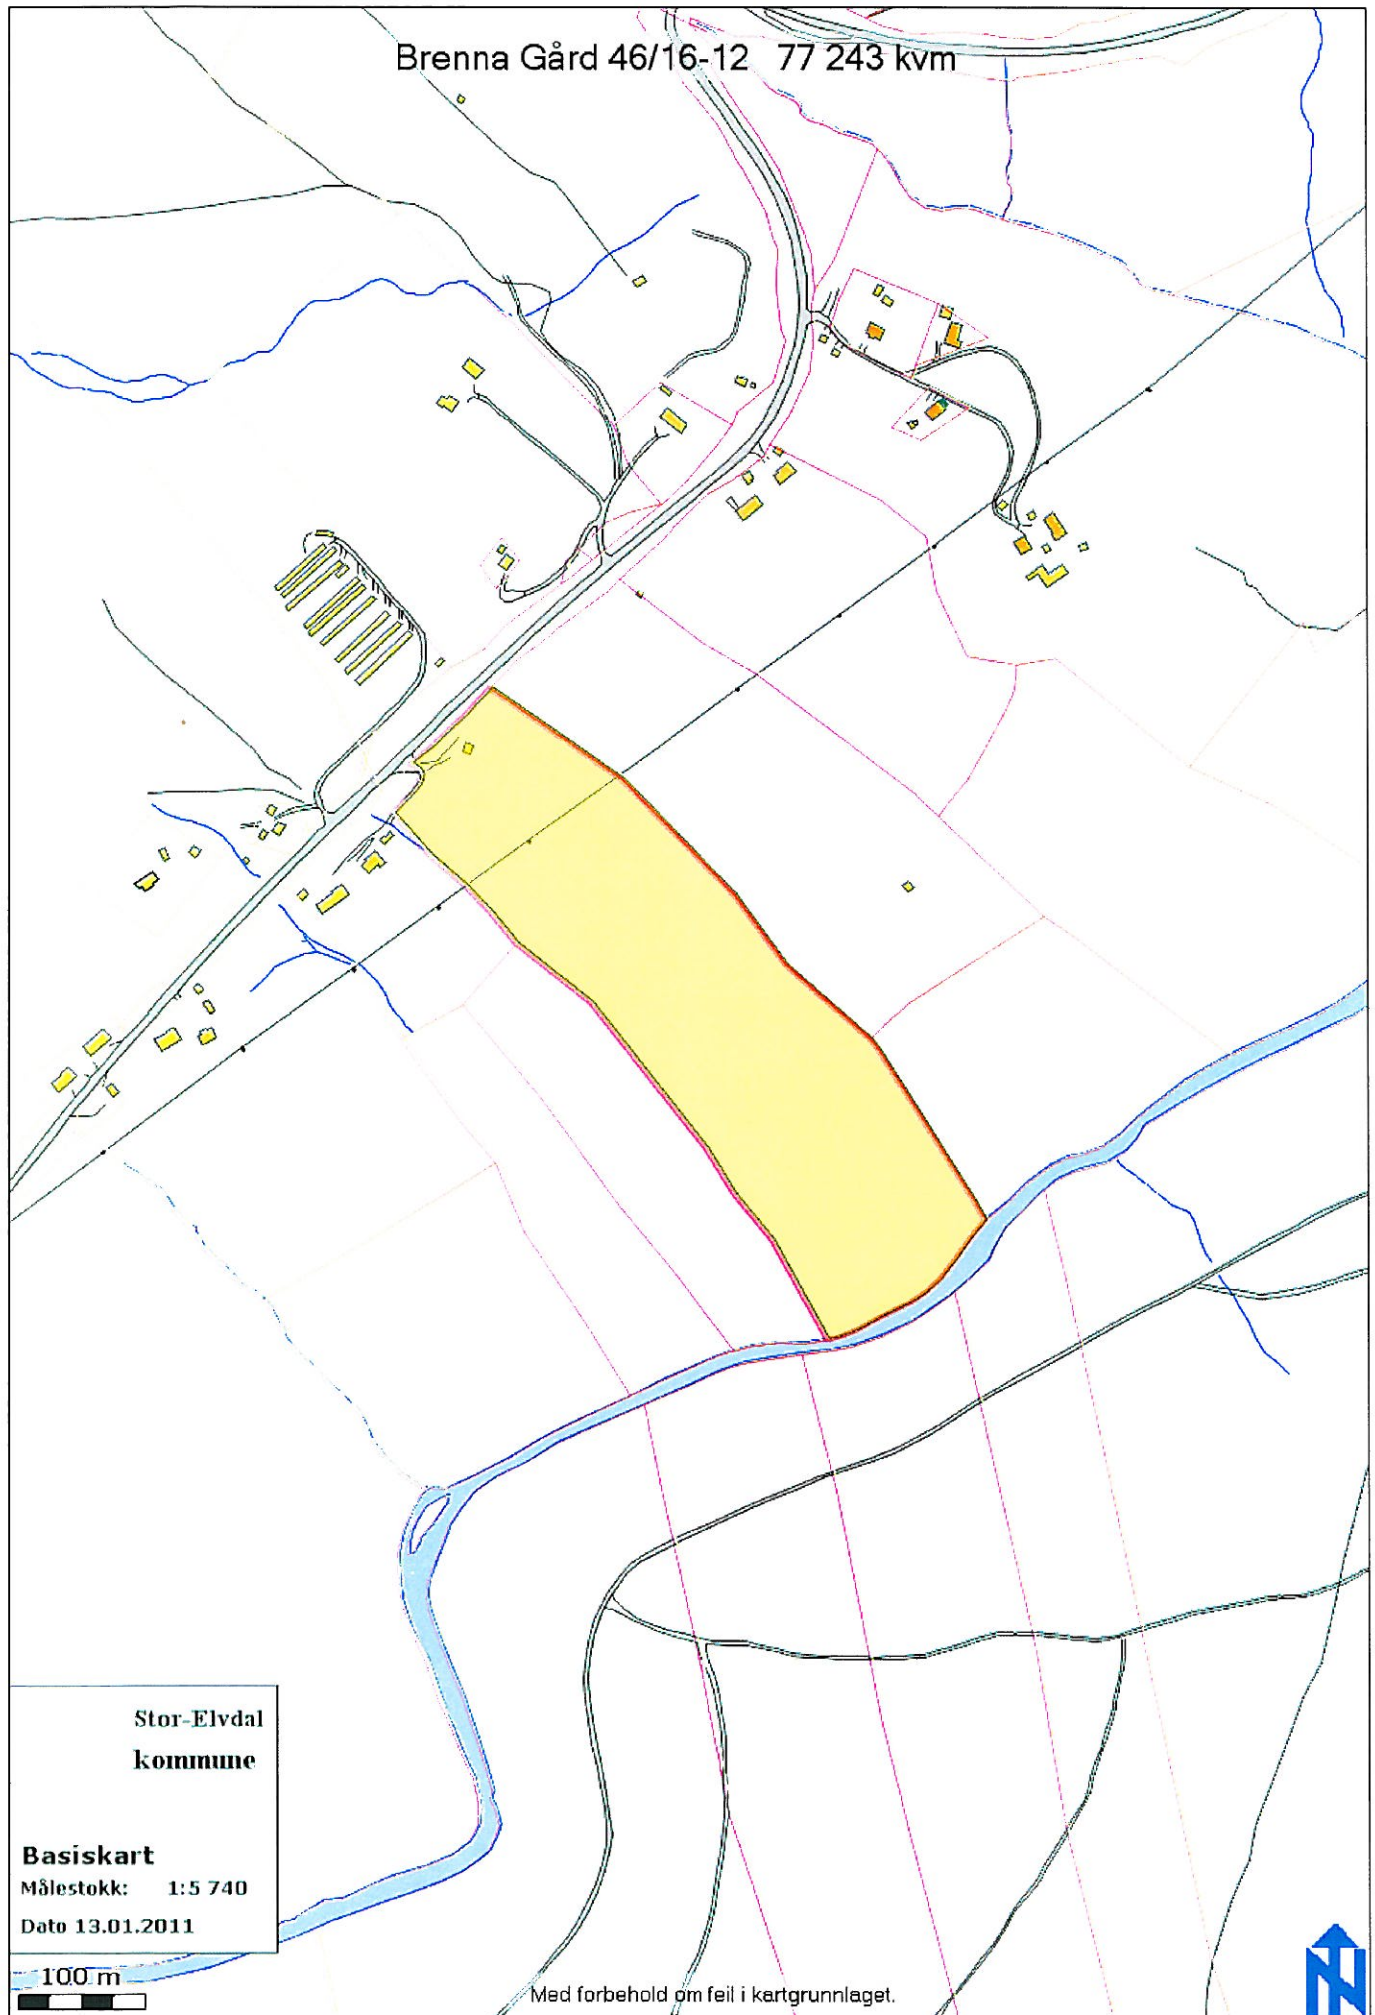 Brenna Gård 46/16-12 77 243 kvm
Stor-Elvdal
kommune
Basiskart
Målestokk: 1:5 740
Dato 13.01.2011
100 m
Med forbehold om feil i kartgrunnlaget.
N